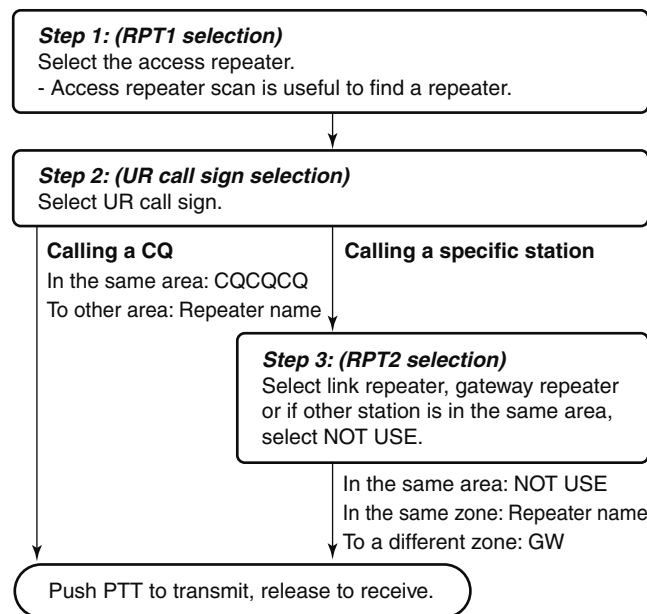 Step 1: (RPT1 selection)
Select the access repeater.
- Access repeater scan is useful to find a repeater.
Step 2: (UR call sign selection)
Select UR call sign.
Calling a CQ
In the same area: CQCQCQ
To other area: Repeater name
Calling a specific station
Step 3: (RPT2 selection)
Select link repeater, gateway repeater
or if other station is in the same area,
select NOT USE.
In the same area: NOT USE
In the same zone: Repeater name
To a different zone: GW
Push PTT to transmit, release to receive.